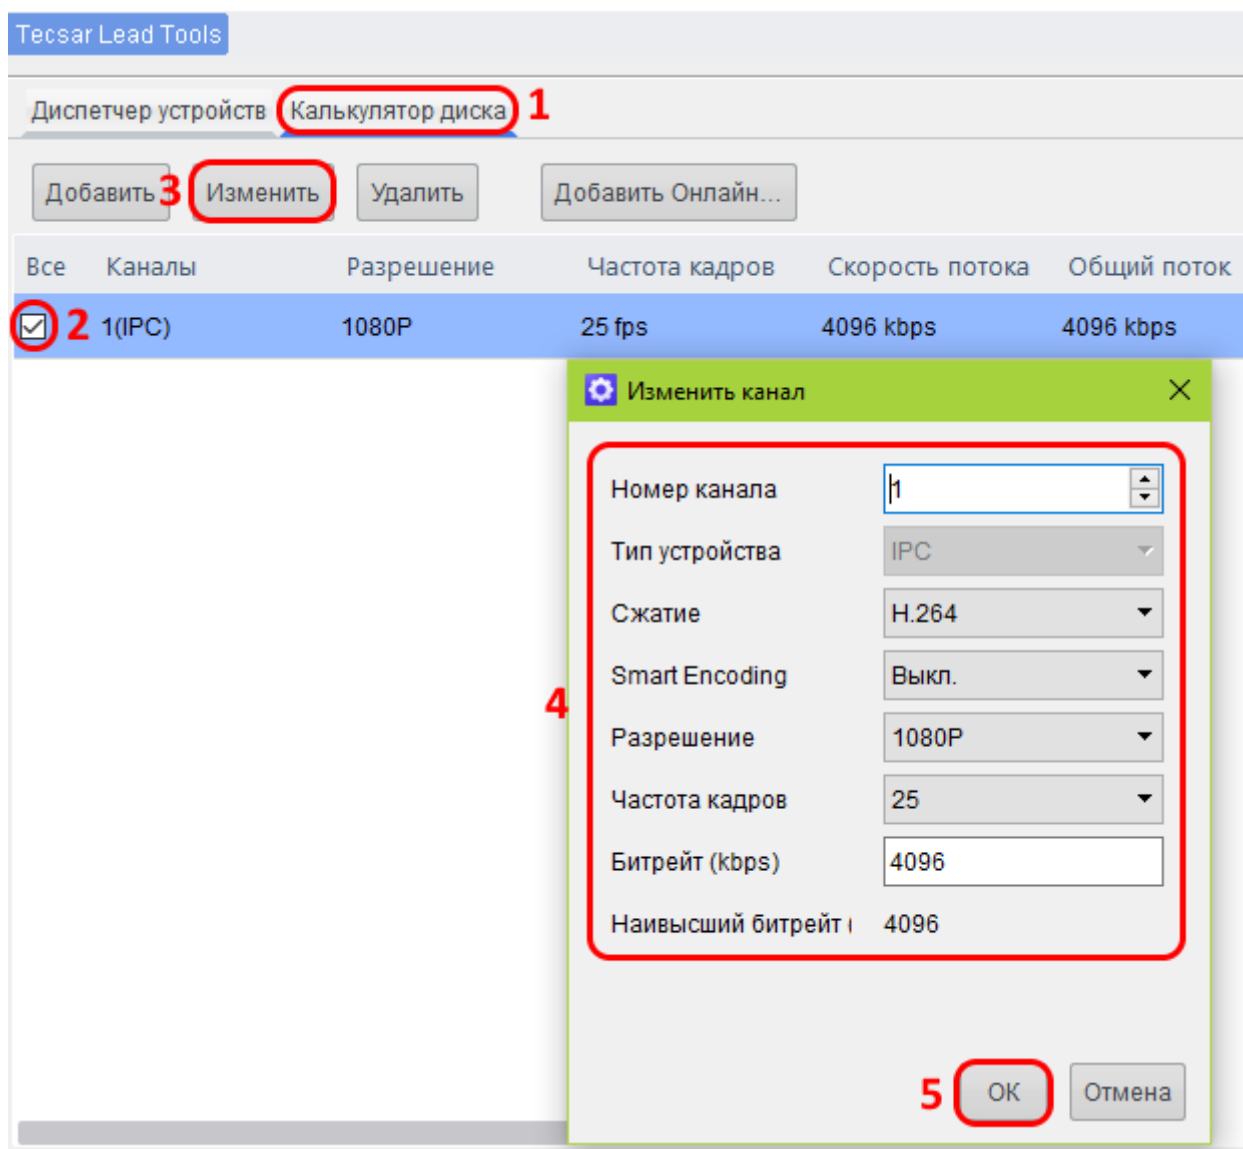 Tecsar Lead Tools
Диспетчер устройств Калькулятор диска 1
Добавить 3 Изменить Удалить Добавить Онлайн...
Все Каналы Разрешение Частота кадров Скорость потока Общий поток
2 1(IPC) 1080P 25 fps 4096 kbps 4096 kbps
Изменить канал
Номер канала 1
Тип устройства IPC
Сжатие H.264
Smart Encoding Выкл.
4
Разрешение 1080P
Частота кадров 25
Битрейт (kbps) 4096
Наивысший битрейт ( 4096
5 ОК Отмена